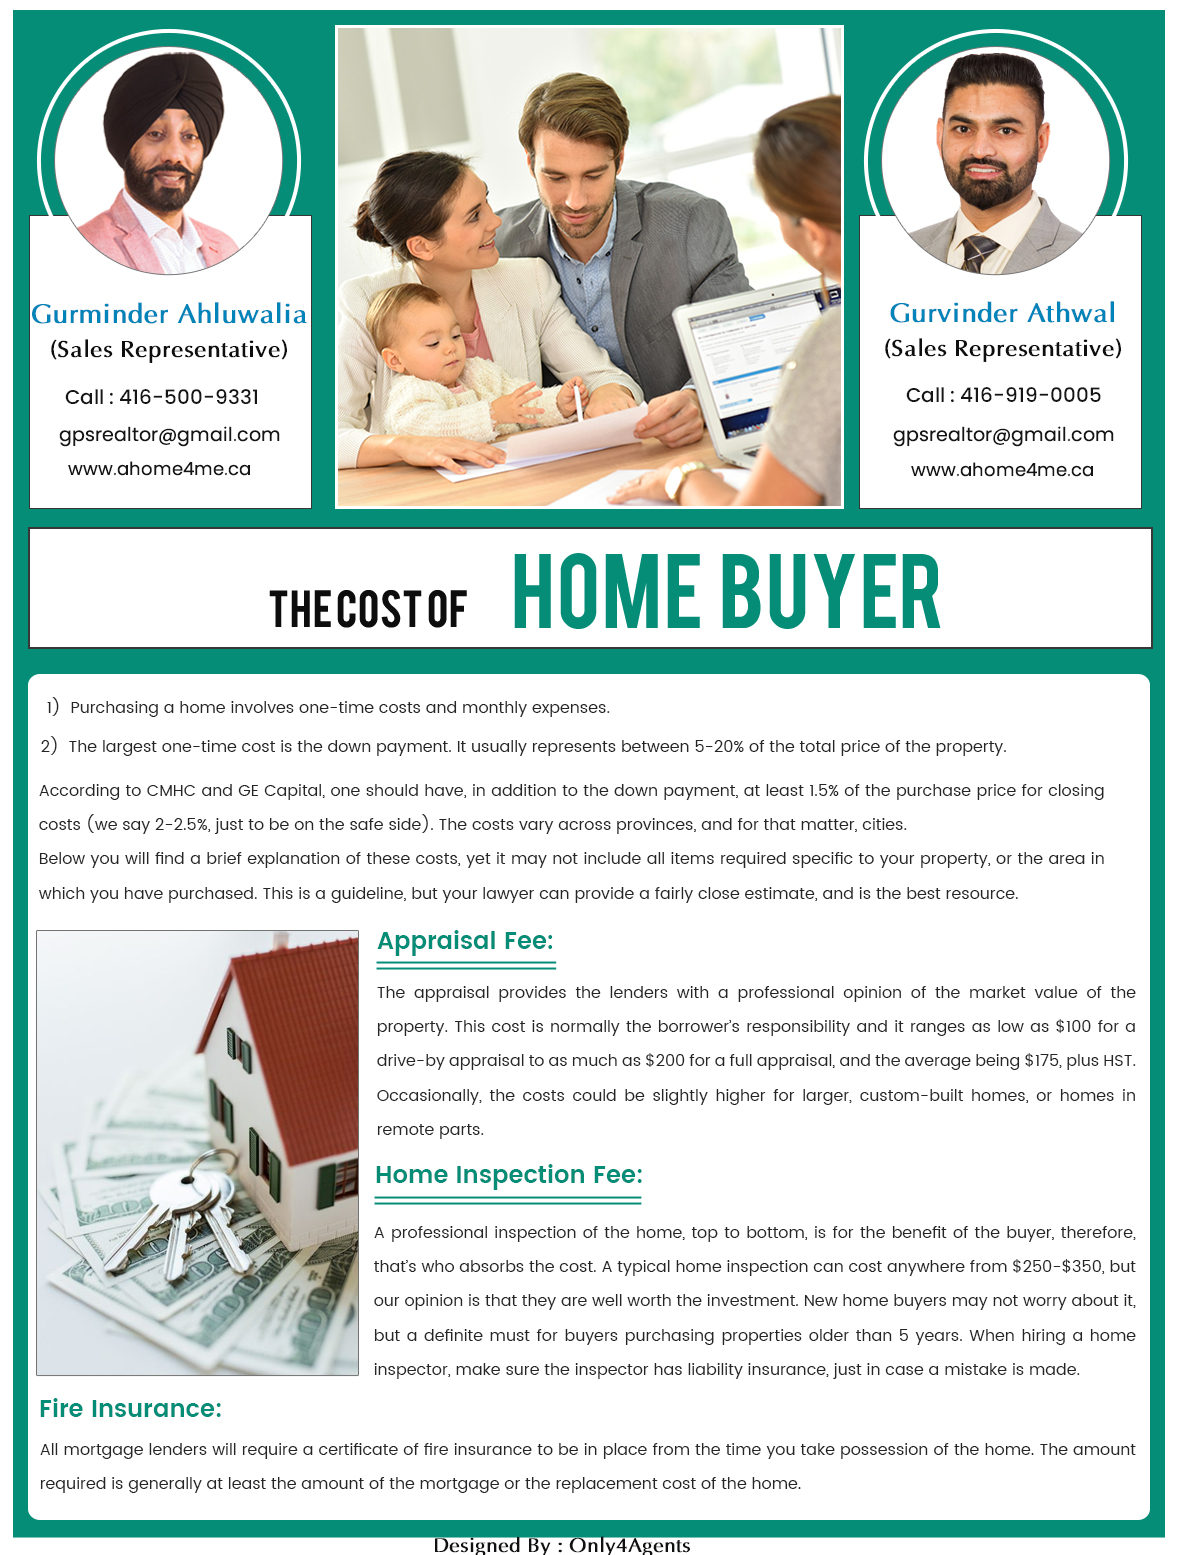 Gurminder Ahluwalia
(Sales Representative)
Call : 416-500-9331
gpsrealtor@gmail.com
www.ahome4me.ca
Gurvinder Athwal
(Sales Representative)
Call : 416-919-0005
gpsrealtor@gmail.com
www.ahome4me.ca
THE COST OF HOME BUYER
1) Purchasing a home involves one-time costs and monthly expenses.
2) The largest one-time cost is the down payment. It usually represents between 5-20% of the total price of the property.
According to CMHC and GE Capital, one should have, in addition to the down payment, at least 1.5% of the purchase price for closing
costs (we say 2-2.5%, just to be on the safe side). The costs vary across provinces, and for that matter, cities.
Below you will find a brief explanation of these costs, yet it may not include all items required specific to your property, or the area in
which you have purchased. This is a guideline, but your lawyer can provide a fairly close estimate, and is the best resource.
Appraisal Fee:
The appraisal provides the lenders with a professional opinion of the market value of the
property. This cost is normally the borrower's responsibility and it ranges as low as $100 for a
drive-by appraisal to as much as $200 for a full appraisal, and the average being $175, plus HST.
Occasionally, the costs could be slightly higher for larger, custom-built homes, or homes in
remote parts.
Home Inspection Fee:
A professional inspection of the home, top to bottom, is for the benefit of the buyer, therefore,
that's who absorbs the cost. A typical home inspection can cost anywhere from $250-$350, but
our opinion is that they are well worth the investment. New home buyers may not worry about it,
but a definite must for buyers purchasing properties older than 5 years. When hiring a home
inspector, make sure the inspector has liability insurance, just in case a mistake is made.
Fire Insurance:
All mortgage lenders will require a certificate of fire insurance to be in place from the time you take possession of the home. The amount
required is generally at least the amount of the mortgage or the replacement cost of the home.
Designed By : Only4Agents